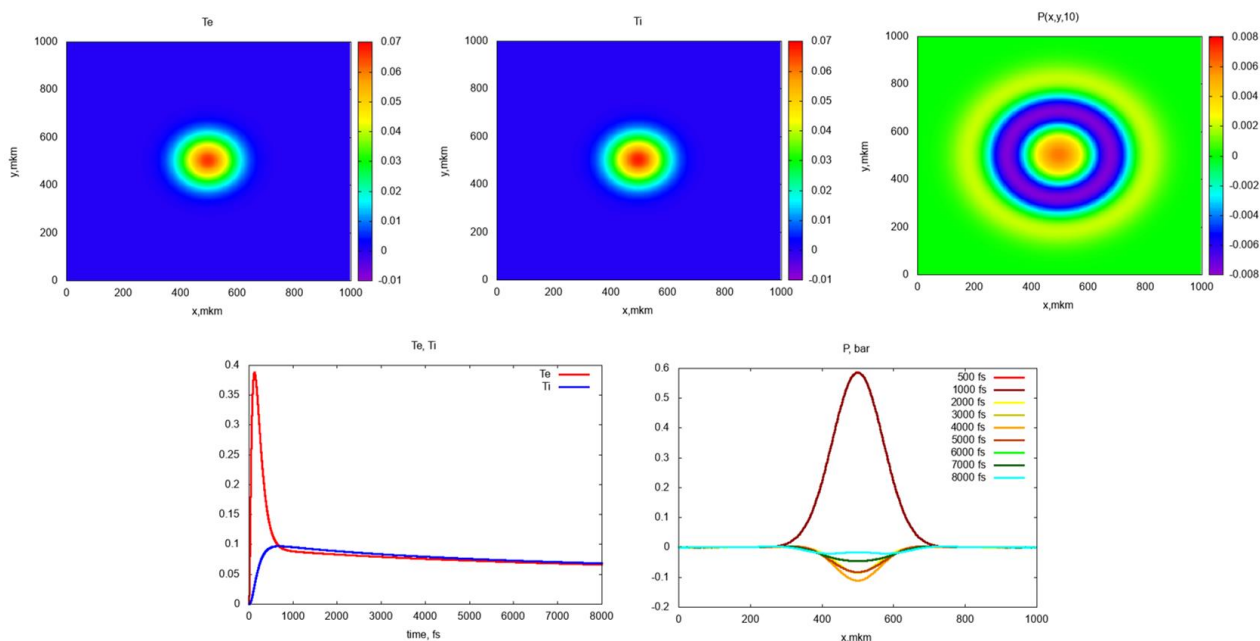 Te
1000
800
600
400
200
0
y,mkm
0 200 400 600 800 1000
x,mkm
0.07
0.06
0.05
0.04
0.03
0.02
0.01
0
-0.01
Ti
1000
800
600
400
200
0
y,mkm
0 200 400 600 800 1000
x,mkm
0.07
0.06
0.05
0.04
0.03
0.02
0.01
0
-0.01
P(x,y,10)
1000
800
600
400
200
0
y,mkm
0 200 400 600 800 1000
x,mkm
0.008
0.006
0.004
0.002
0
-0.002
-0.004
-0.006
-0.008
Te, Ti
0.4
0.35
0.3
0.25
0.2
0.15
0.1
0.05
0
Te
Ti
0 1000 2000 3000 4000 5000 6000 7000 8000
time, fs
P, bar
0.6
0.5
0.4
0.3
0.2
0.1
0
-0.1
-0.2
500 fs
1000 fs
2000 fs
3000 fs
4000 fs
5000 fs
6000 fs
7000 fs
8000 fs
0 200 400 600 800 1000
x,mkm